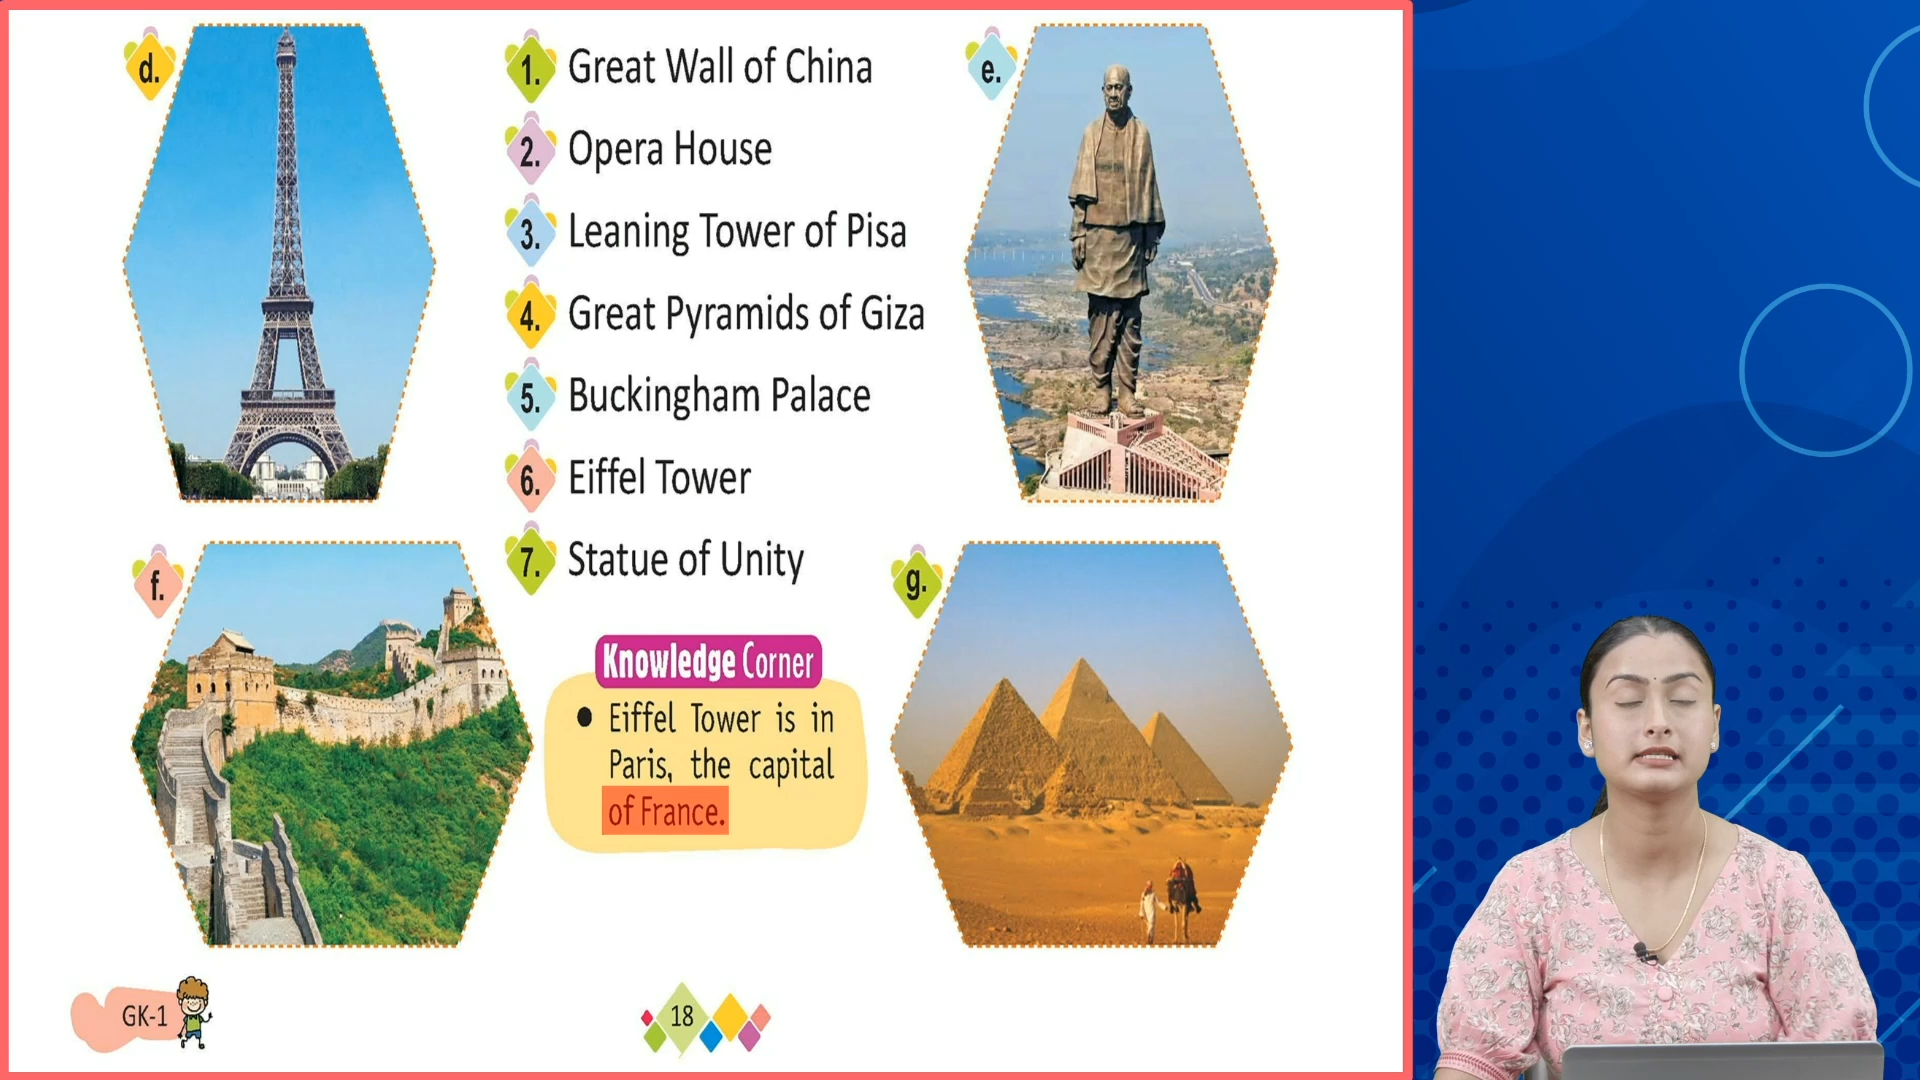 d.
1. Great Wall of China
e.
2. Opera House
3. Leaning Tower of Pisa
4. Great Pyramids of Giza
5. Buckingham Palace
6. Eiffel Tower
7. Statue of Unity
f.
g.
Knowledge Corner
● Eiffel Tower is in
Paris, the capital
of France.
GK-1
18